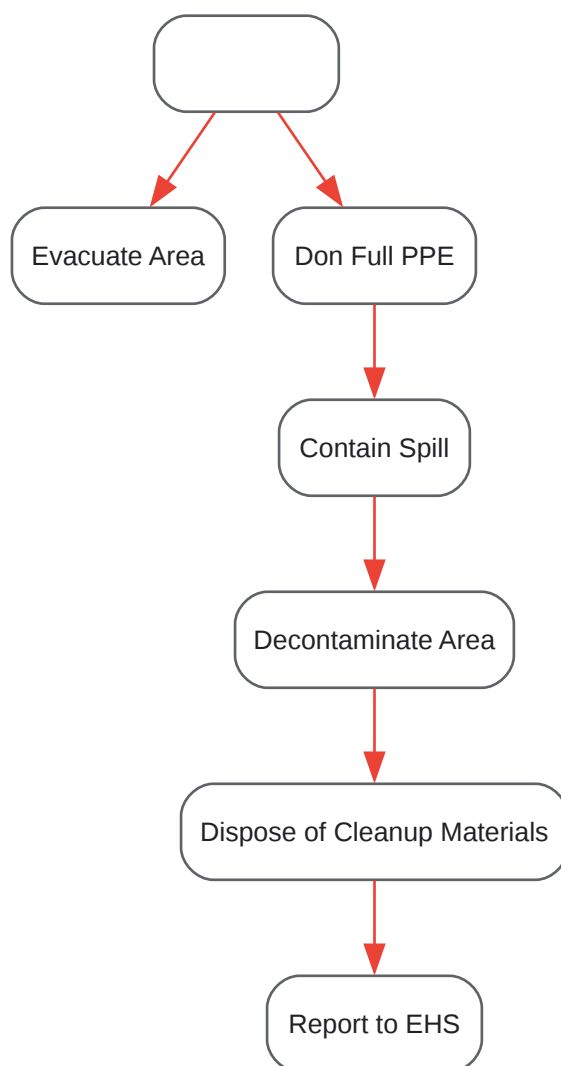 Evacuate Area
Don Full PPE
Contain Spill
Decontaminate Area
Dispose of Cleanup Materials
Report to EHS